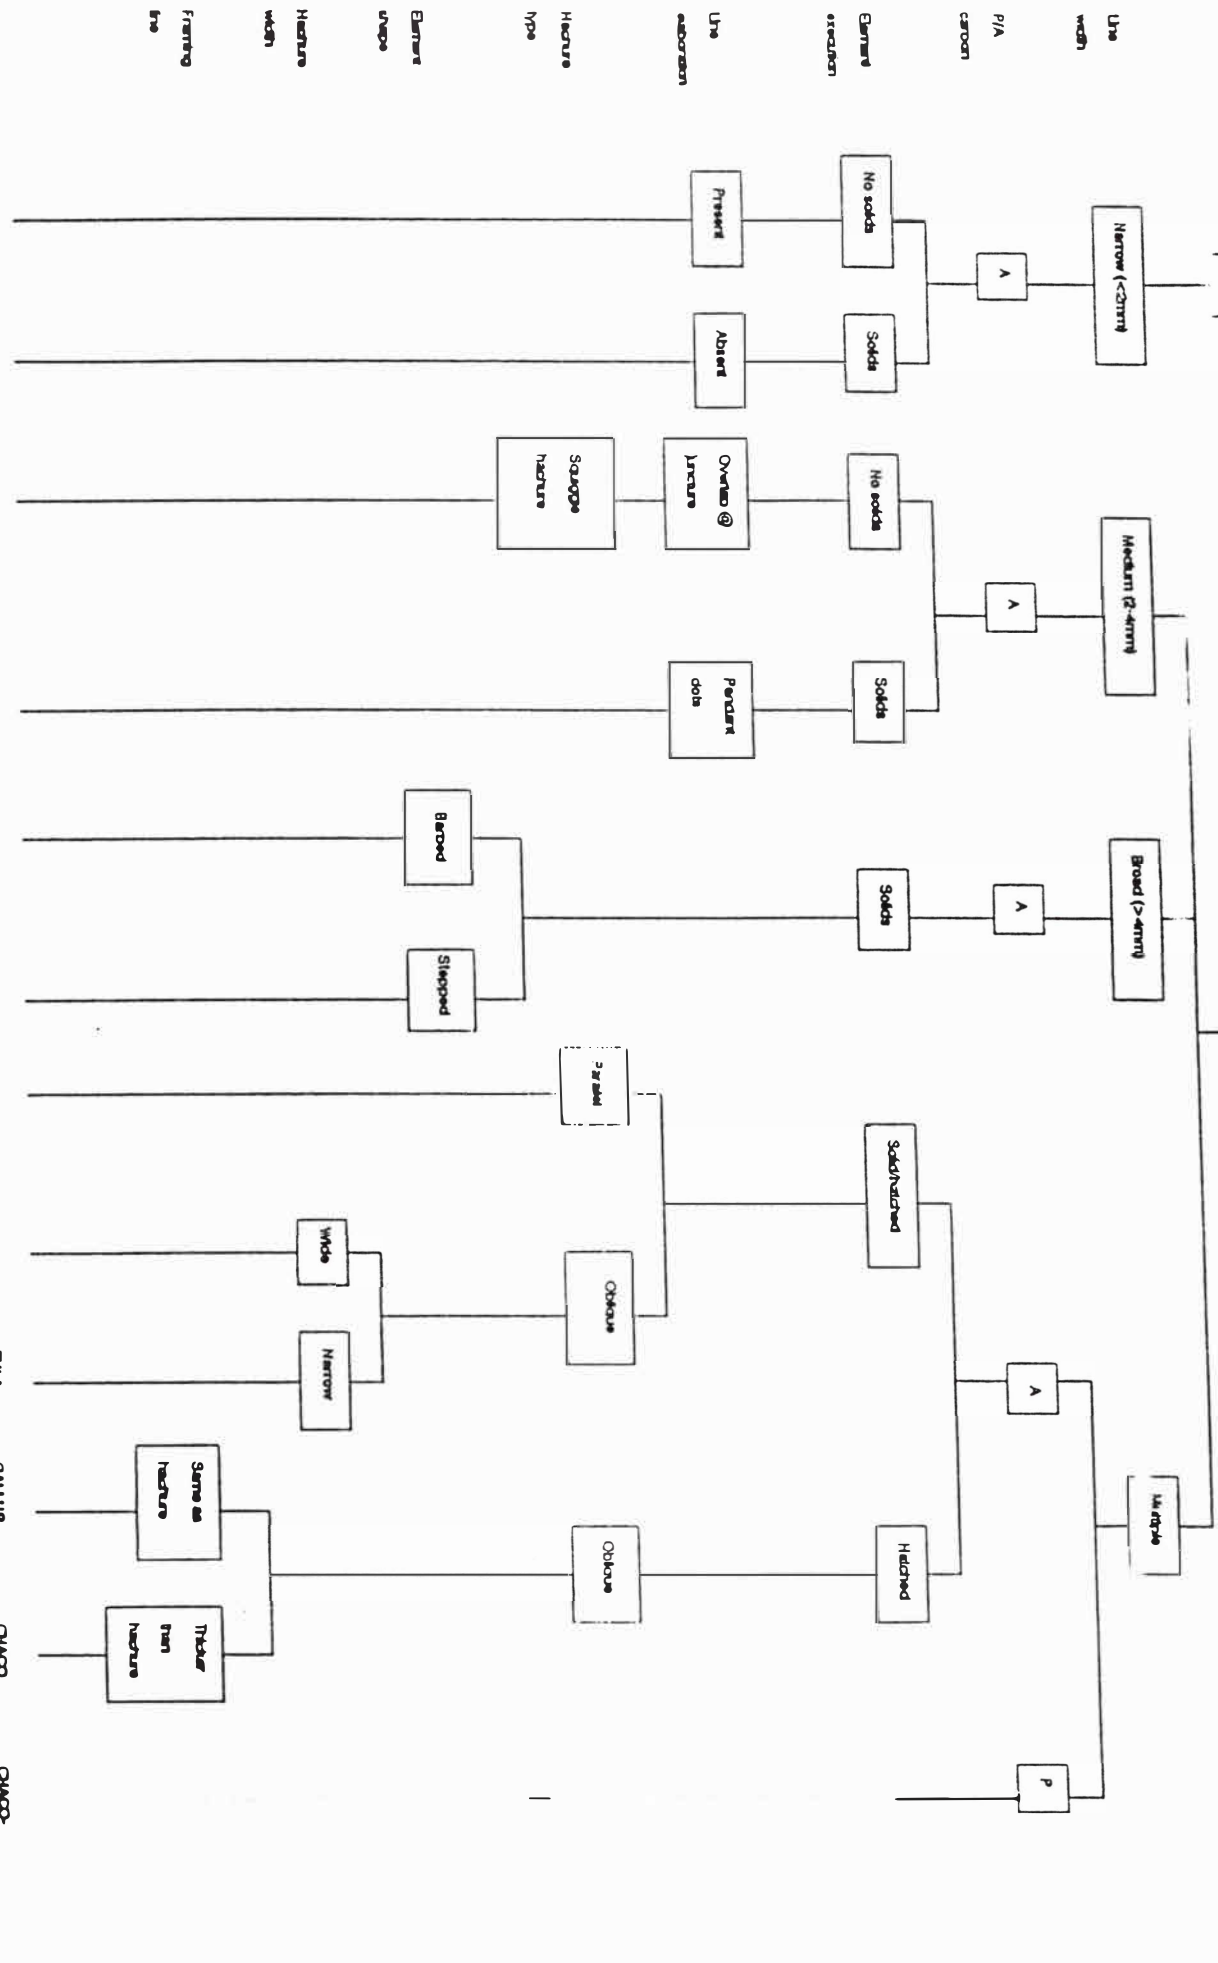 Line
width
P/A
carbon
Element
execution
Line
elaboration
Hachure
type
Element
shape
Hachure
width
Framing
line
Narrow (<2mm)
Medium (2-4mm)
Broad (>4mm)
Multiple
A
A
A
A
P
No solids
Solids
No solids
Solids
Solids
Solid/hatched
Hatched
Present
Absent
Overlap @
juncture
Pendant
dots
Squiggle
hachure
Parallel
Oblique
Oblique
Barbed
Stepped
Wide
Narrow
Same as
hachure
Thicker
than
hachure